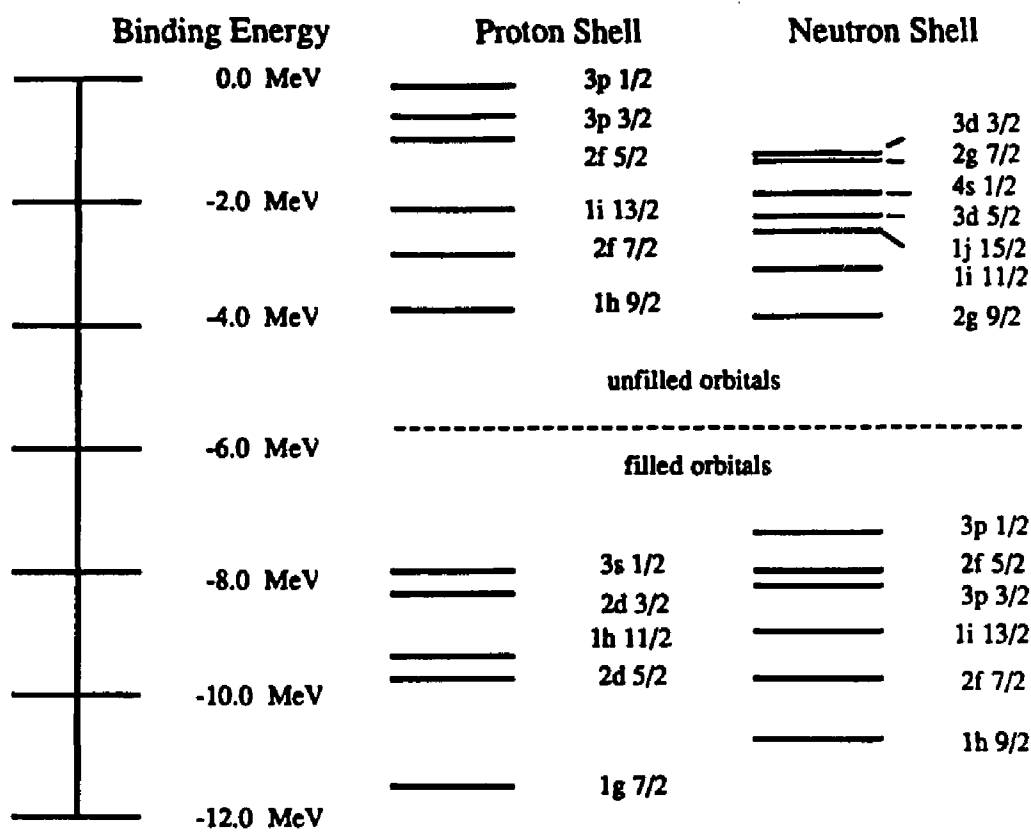 Binding Energy Proton Shell Neutron Shell
0.0 MeV
3p 1/2
3p 3/2
3d 3/2
2f 5/2
2g 7/2
-2.0 MeV
1i 13/2
4s 1/2
3d 5/2
2f 7/2
1j 15/2
1i 11/2
-4.0 MeV
1h 9/2
2g 9/2
unfilled orbitals
-6.0 MeV
filled orbitals
3p 1/2
-8.0 MeV
3s 1/2
2f 5/2
2d 3/2
3p 3/2
1h 11/2
1i 13/2
-10.0 MeV
2d 5/2
2f 7/2
1h 9/2
1g 7/2
-12.0 MeV